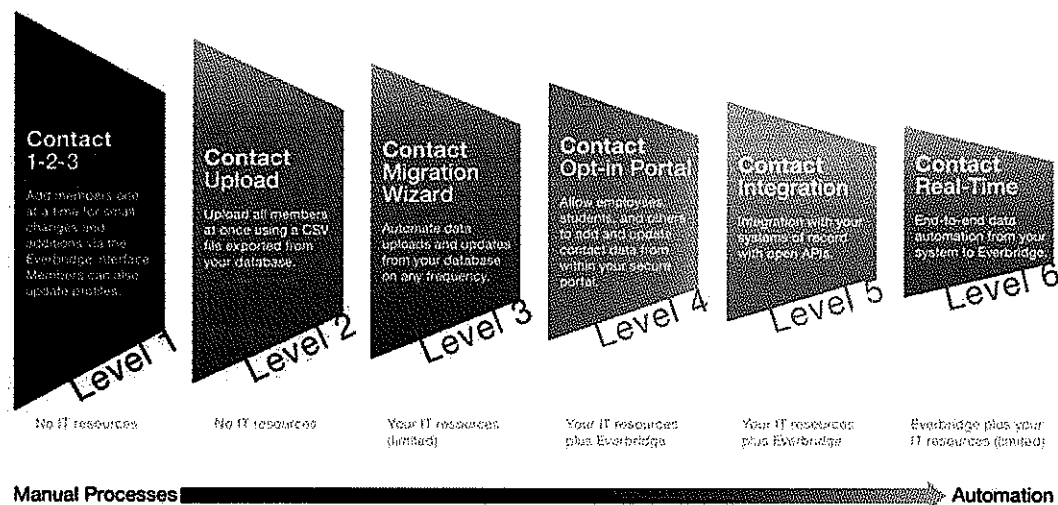 Contact
1-2-3
Add members one
at a time for small
changes and
additions via the
Everbridge interface
Members can also
update profiles.
Level 1
No IT resources
Contact
Upload
Upload all members
at once using a CSV
file exported from
your database.
Level 2
No IT resources
Contact
Migration
Wizard
Automate data
uploads and updates
from your database
on any frequency.
Level 3
Your IT resources
(limited)
Contact
Opt-in Portal
Allow employees,
students, and others
to add and update
contact data from
within your secure
portal.
Level 4
Your IT resources
plus Everbridge
Contact
Integration
Integration with your
systems of record
with open APIs.
Level 5
Your IT resources
plus Everbridge
Contact
Real-Time
End-to-end data
automation from your
system to Everbridge.
Level 6
Everbridge plus your
IT resources (limited)
Manual Processes
Automation